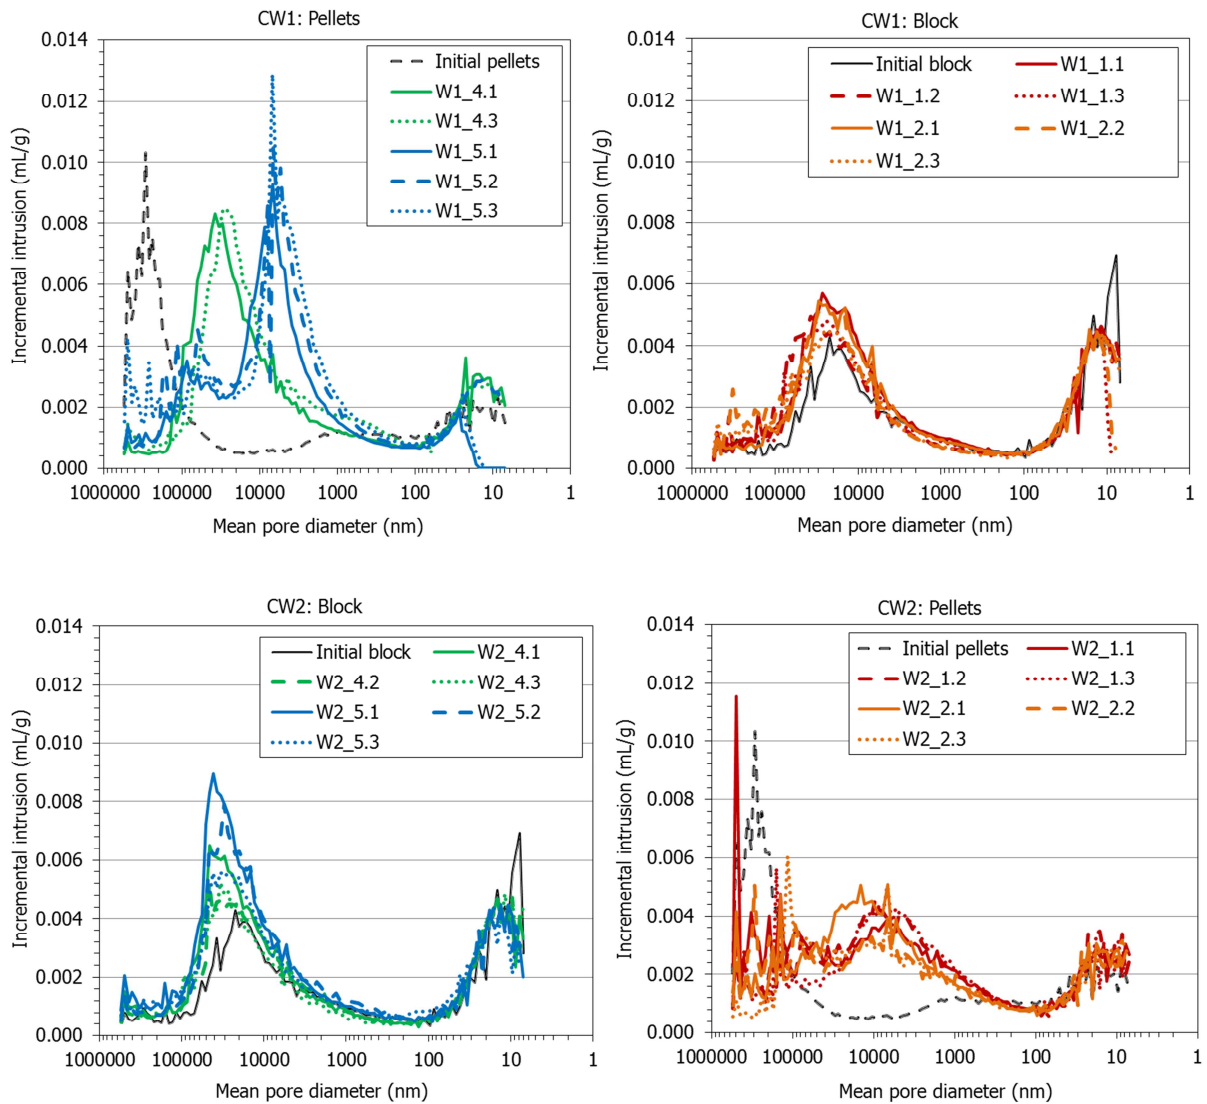 CW1: Pellets
Incremental intrusion (mL/g)
0.014
0.012
0.010
0.008
0.006
0.004
0.002
0.000
Initial pellets
W1_4.1
W1_4.3
W1_5.1
W1_5.2
W1_5.3
1000000 100000 10000 1000 100 10 1
Mean pore diameter (nm)
CW1: Block
Incremental intrusion (mL/g)
0.014
0.012
0.010
0.008
0.006
0.004
0.002
0.000
Initial block W1_1.1
W1_1.2 W1_1.3
W1_2.1 W1_2.2
W1_2.3
1000000 100000 10000 1000 100 10 1
Mean pore diameter (nm)
CW2: Block
Incremental intrusion (mL/g)
0.014
0.012
0.010
0.008
0.006
0.004
0.002
0.000
Initial block W2_4.1
W2_4.2 W2_4.3
W2_5.1 W2_5.2
W2_5.3
1000000 100000 10000 1000 100 10 1
Mean pore diameter (nm)
CW2: Pellets
Incremental intrusion (mL/g)
0.014
0.012
0.010
0.008
0.006
0.004
0.002
0.000
Initial pellets W2_1.1
W2_1.2 W2_1.3
W2_2.1 W2_2.2
W2_2.3
1000000 100000 10000 1000 100 10 1
Mean pore diameter (nm)